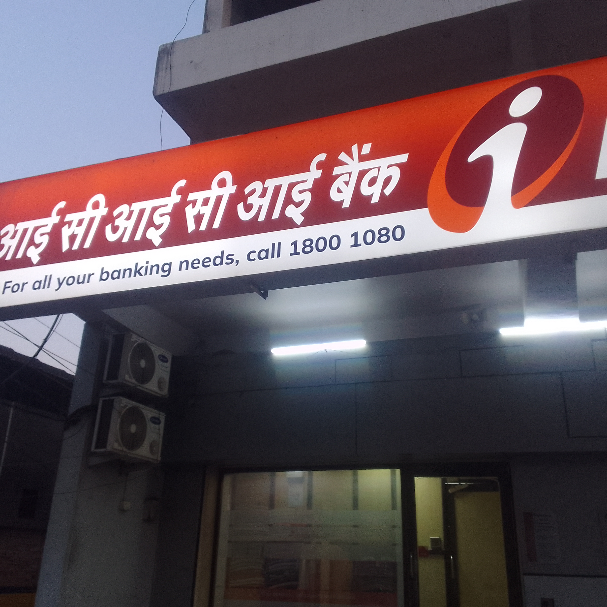 आई सी आई सी आई बैंक
For all your banking needs, call 1800 1080